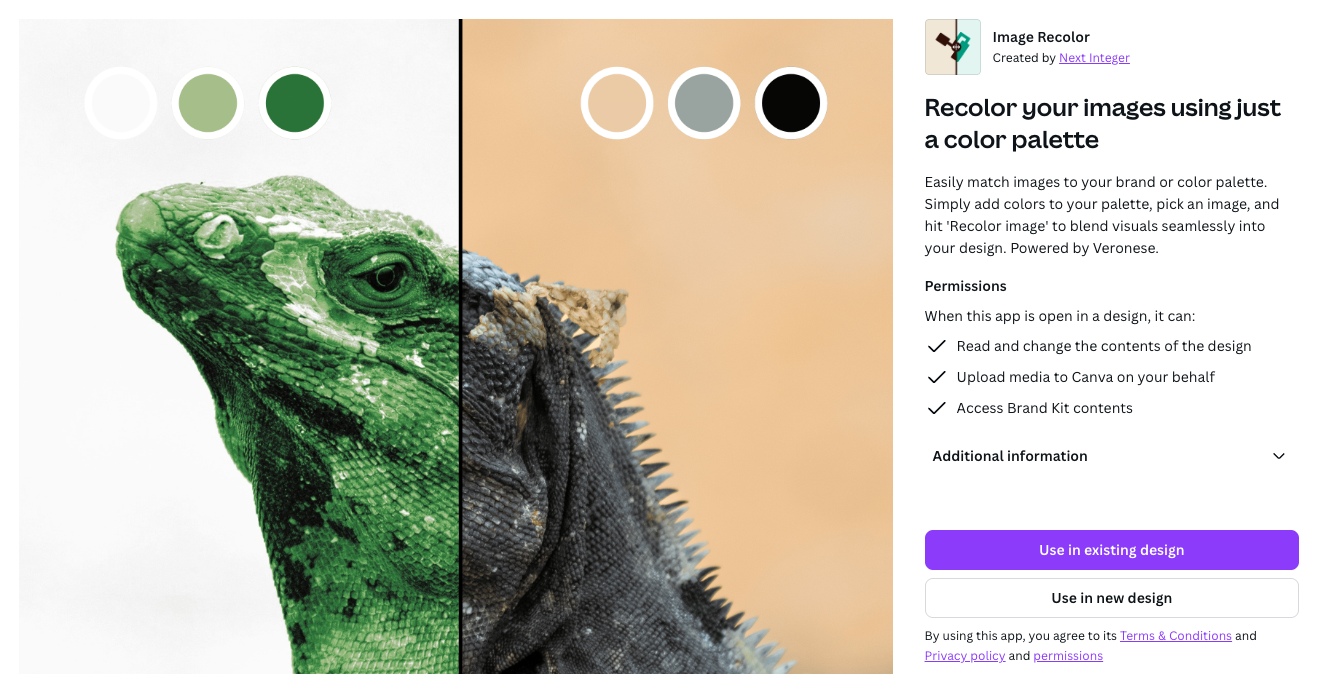 Image Recolor
Created by Next Integer
Recolor your images using just
a color palette
Easily match images to your brand or color palette.
Simply add colors to your palette, pick an image, and
hit 'Recolor image' to blend visuals seamlessly into
your design. Powered by Veronese.
Permissions
When this app is open in a design, it can:
Read and change the contents of the design
Upload media to Canva on your behalf
Access Brand Kit contents
Additional information
Use in existing design
Use in new design
By using this app, you agree to its Terms & Conditions and
Privacy policy and permissions